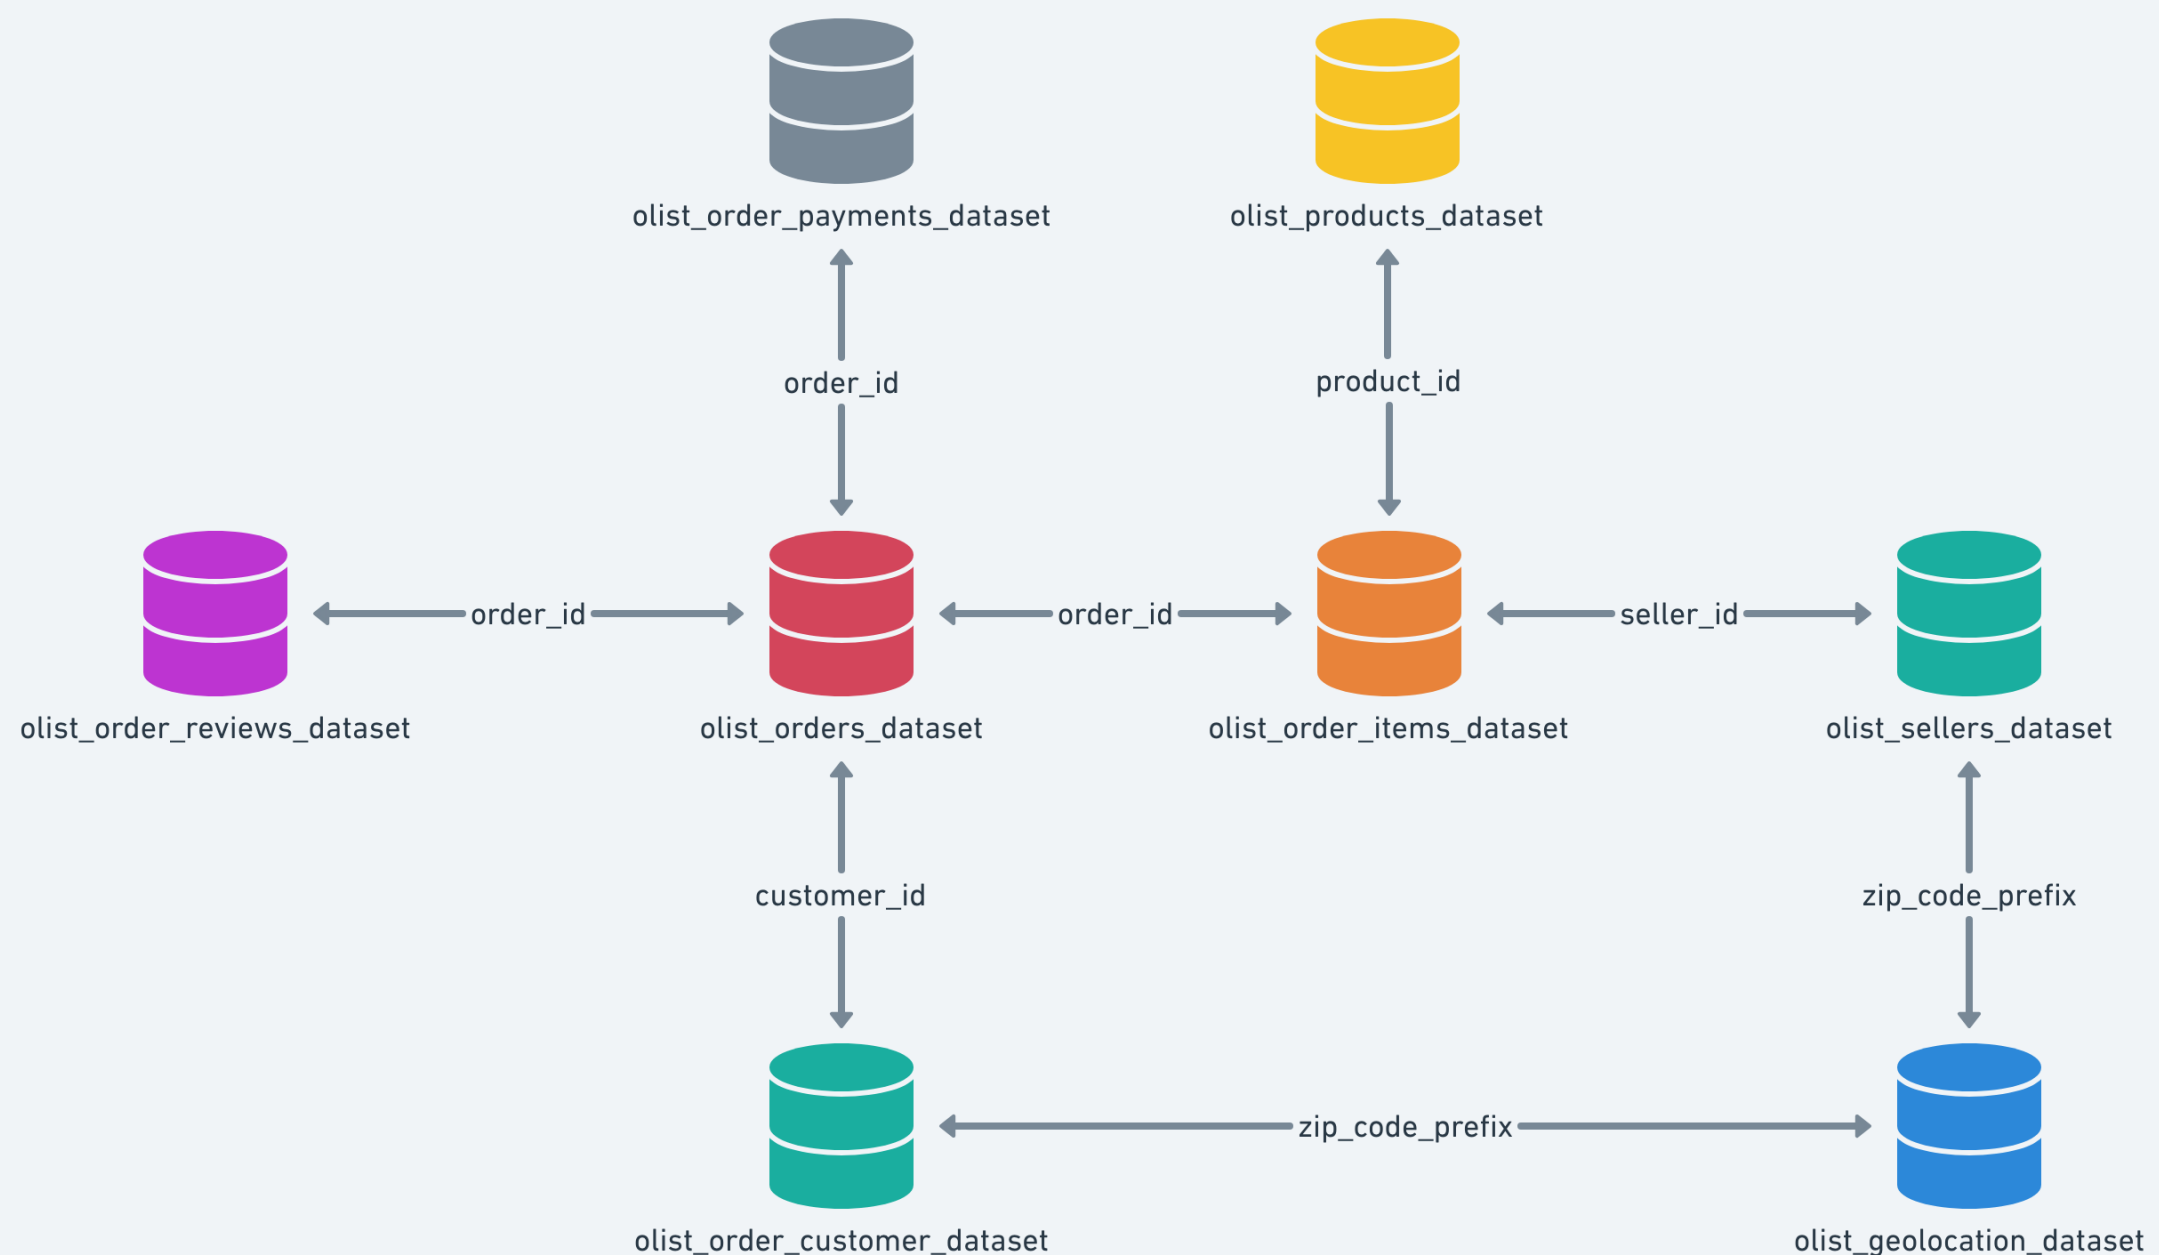 olist_order_payments_dataset
olist_products_dataset
order_id
product_id
order_id
order_id
seller_id
olist_order_reviews_dataset
olist_orders_dataset
olist_order_items_dataset
olist_sellers_dataset
customer_id
zip_code_prefix
zip_code_prefix
olist_order_customer_dataset
olist_geolocation_dataset